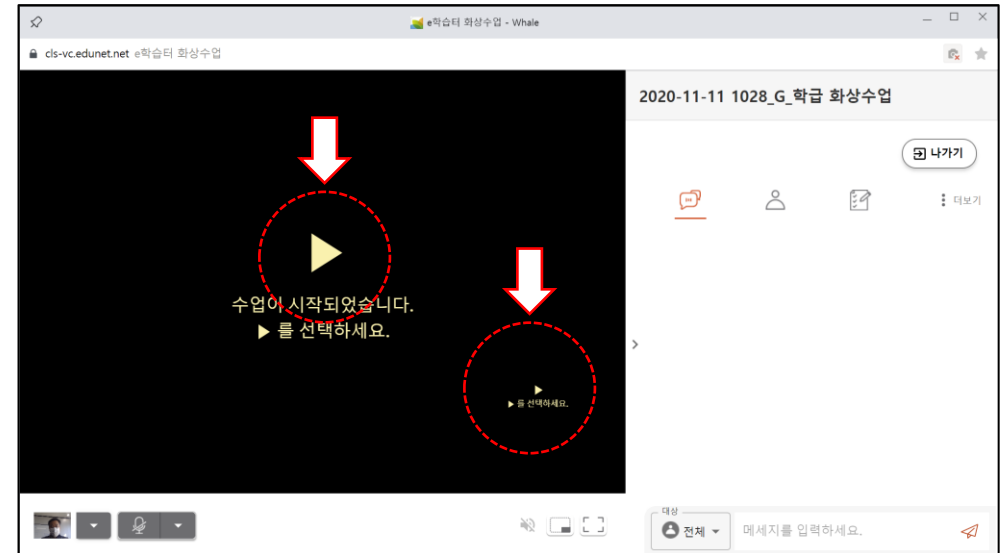 e학습터 화상수업 - Whale
cls-vc.edunet.net e학습터 화상수업
2020-11-11 1028_G_학급 화상수업
나가기
더보기
수업이 시작되었습니다.
▶ 를 선택하세요.
▶ 를 선택하세요.
대상
전체
메세지를 입력하세요.